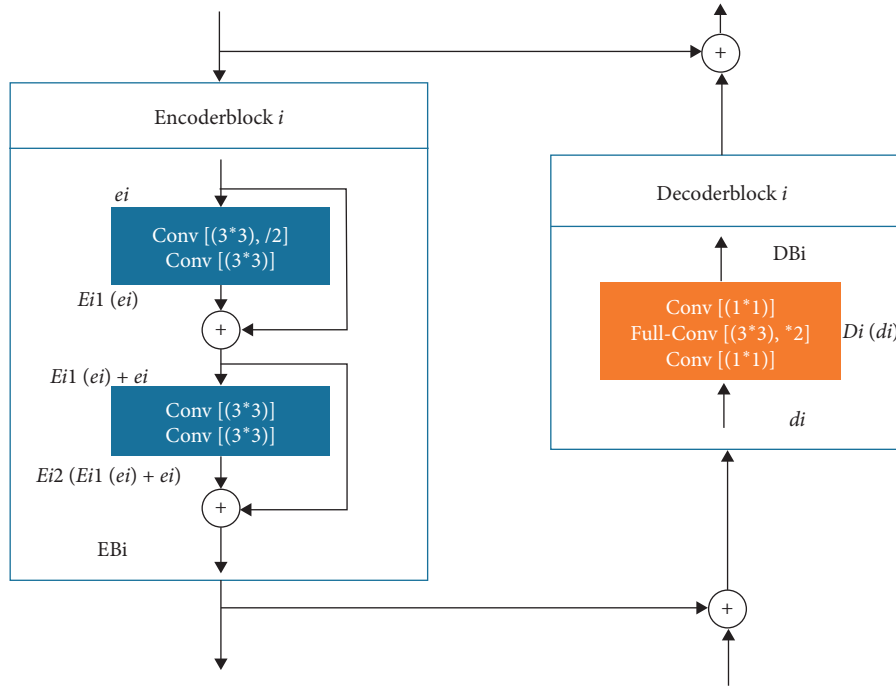 +
Encoderblock i
ei
Conv [(3*3), /2]
Conv [(3*3)]
Ei1 (ei)
+
Ei1 (ei) + ei
Conv [(3*3)]
Conv [(3*3)]
Ei2 (Ei1 (ei) + ei)
+
EBi
Decoderblock i
DBi
Conv [(1*1)]
Full-Conv [(3*3), *2]
Conv [(1*1)]
Di (di)
di
+